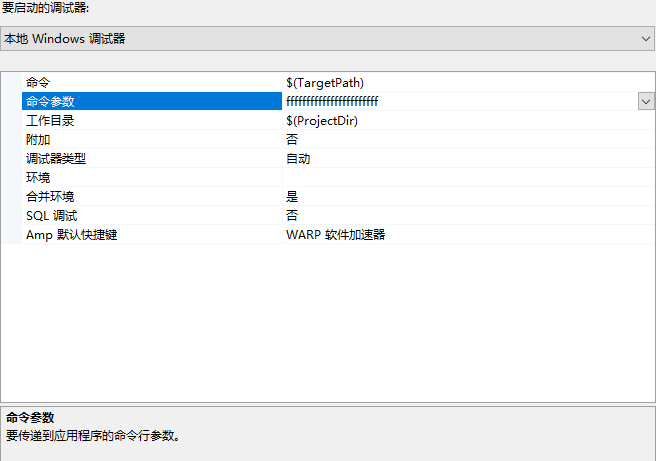 要启动的调试器:
本地 Windows 调试器
命令 $(TargetPath)
命令参数 fffffffffffffffffffffff
工作目录 $(ProjectDir)
附加 否
调试器类型 自动
环境
合并环境 是
SQL 调试 否
Amp 默认快捷键 WARP 软件加速器
命令参数
要传递到应用程序的命令行参数。